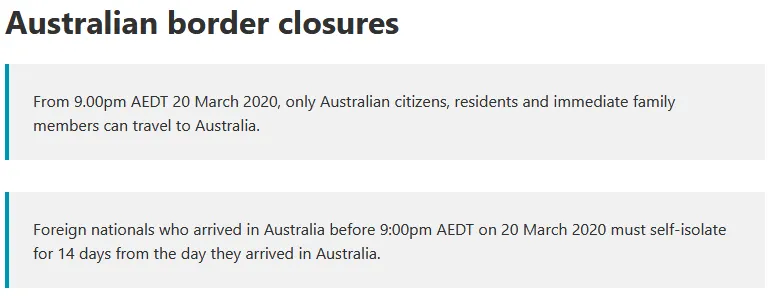 Australian border closures
From 9.00pm AEDT 20 March 2020, only Australian citizens, residents and immediate family
members can travel to Australia.
Foreign nationals who arrived in Australia before 9:00pm AEDT on 20 March 2020 must self-isolate
for 14 days from the day they arrived in Australia.